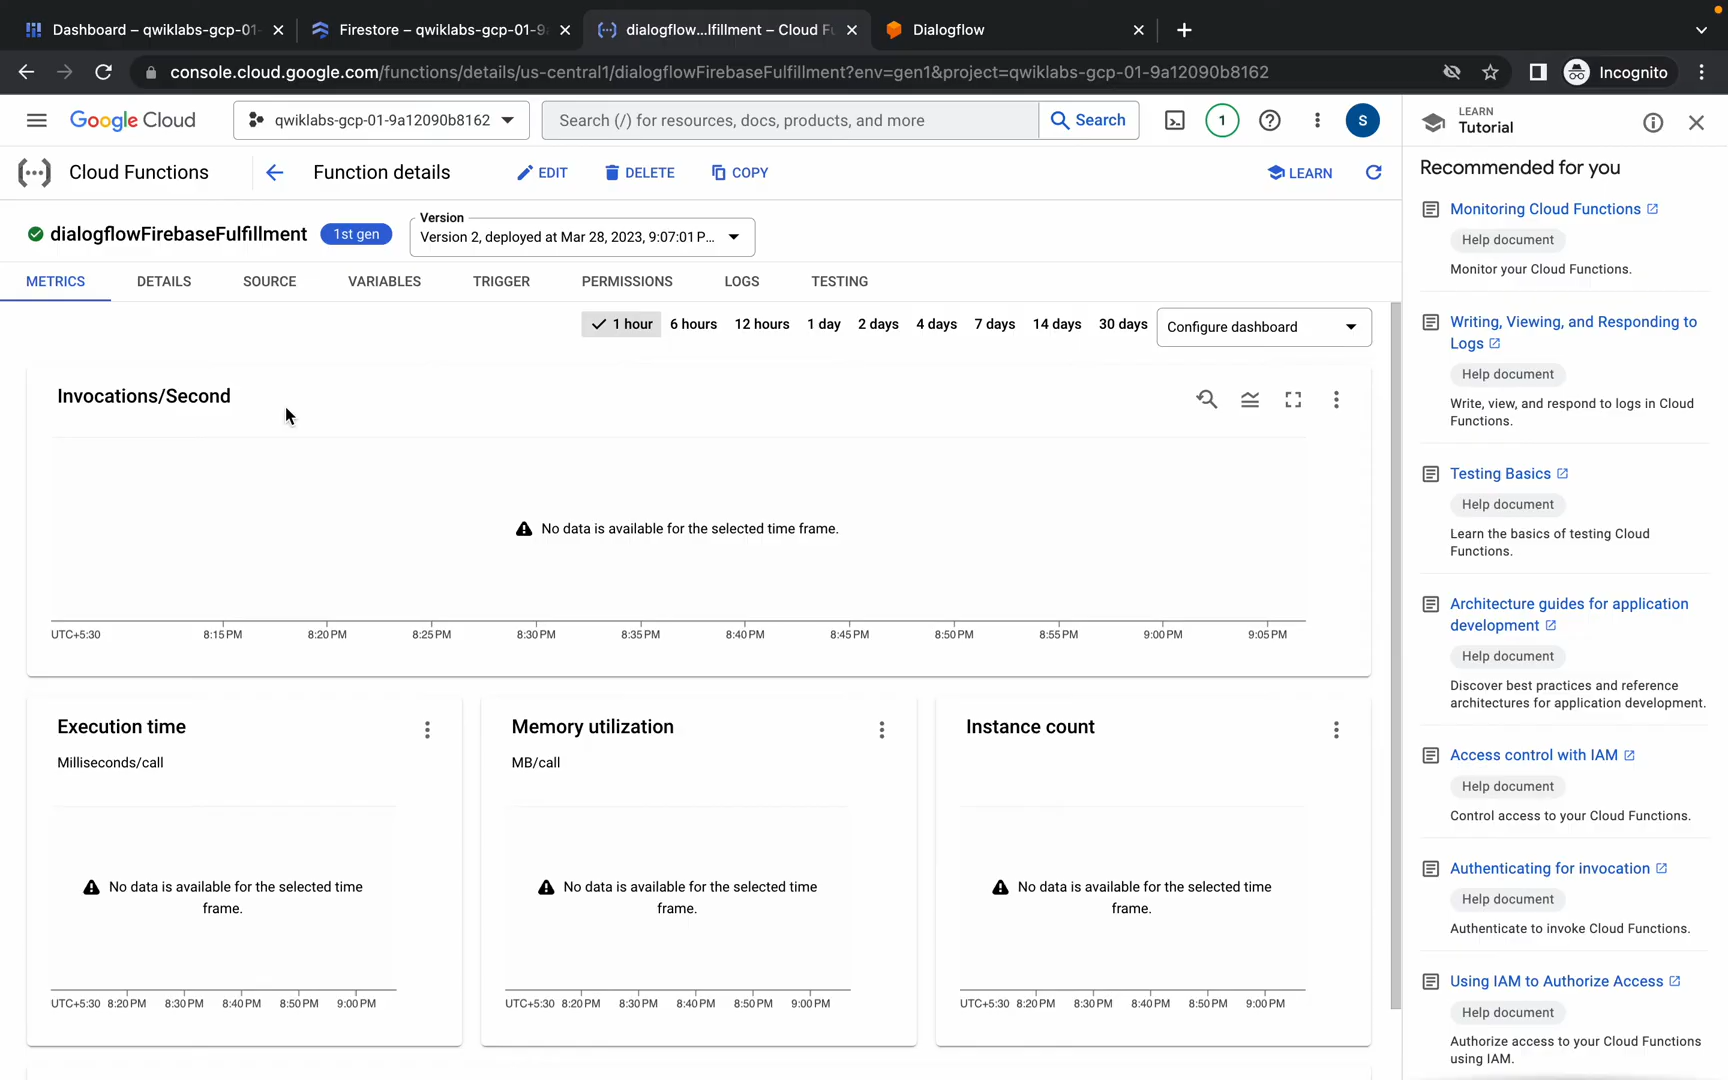 Dashboard – qwiklabs-gcp-01-
Firestore – qwiklabs-gcp-01-9
dialogflow...lfillment – Cloud F
Dialogflow
console.cloud.google.com/functions/details/us-central1/dialogflowFirebaseFulfillment?env=gen1&project=qwiklabs-gcp-01-9a12090b8162
Incognito
Google Cloud
qwiklabs-gcp-01-9a12090b8162
Search (/) for resources, docs, products, and more
Search
1
S
LEARN
Tutorial
Cloud Functions
Function details
EDIT
DELETE
COPY
LEARN
dialogflowFirebaseFulfillment
1st gen
Version
Version 2, deployed at Mar 28, 2023, 9:07:01 P...
METRICS
DETAILS
SOURCE
VARIABLES
TRIGGER
PERMISSIONS
LOGS
TESTING
1 hour
6 hours
12 hours
1 day
2 days
4 days
7 days
14 days
30 days
Configure dashboard
Invocations/Second
No data is available for the selected time frame.
UTC+5:30
8:15 PM
8:20 PM
8:25 PM
8:30 PM
8:35 PM
8:40 PM
8:45 PM
8:50 PM
8:55 PM
9:00 PM
9:05 PM
Execution time
Milliseconds/call
No data is available for the selected time
frame.
UTC+5:30 8:20 PM 8:30 PM 8:40 PM 8:50 PM 9:00 PM
Memory utilization
MB/call
No data is available for the selected time
frame.
UTC+5:30 8:20 PM 8:30 PM 8:40 PM 8:50 PM 9:00 PM
Instance count
No data is available for the selected time
frame.
UTC+5:30 8:20 PM 8:30 PM 8:40 PM 8:50 PM 9:00 PM
Recommended for you
Monitoring Cloud Functions
Help document
Monitor your Cloud Functions.
Writing, Viewing, and Responding to
Logs
Help document
Write, view, and respond to logs in Cloud
Functions.
Testing Basics
Help document
Learn the basics of testing Cloud
Functions.
Architecture guides for application
development
Help document
Discover best practices and reference
architectures for application development.
Access control with IAM
Help document
Control access to your Cloud Functions.
Authenticating for invocation
Help document
Authenticate to invoke Cloud Functions.
Using IAM to Authorize Access
Help document
Authorize access to your Cloud Functions
using IAM.